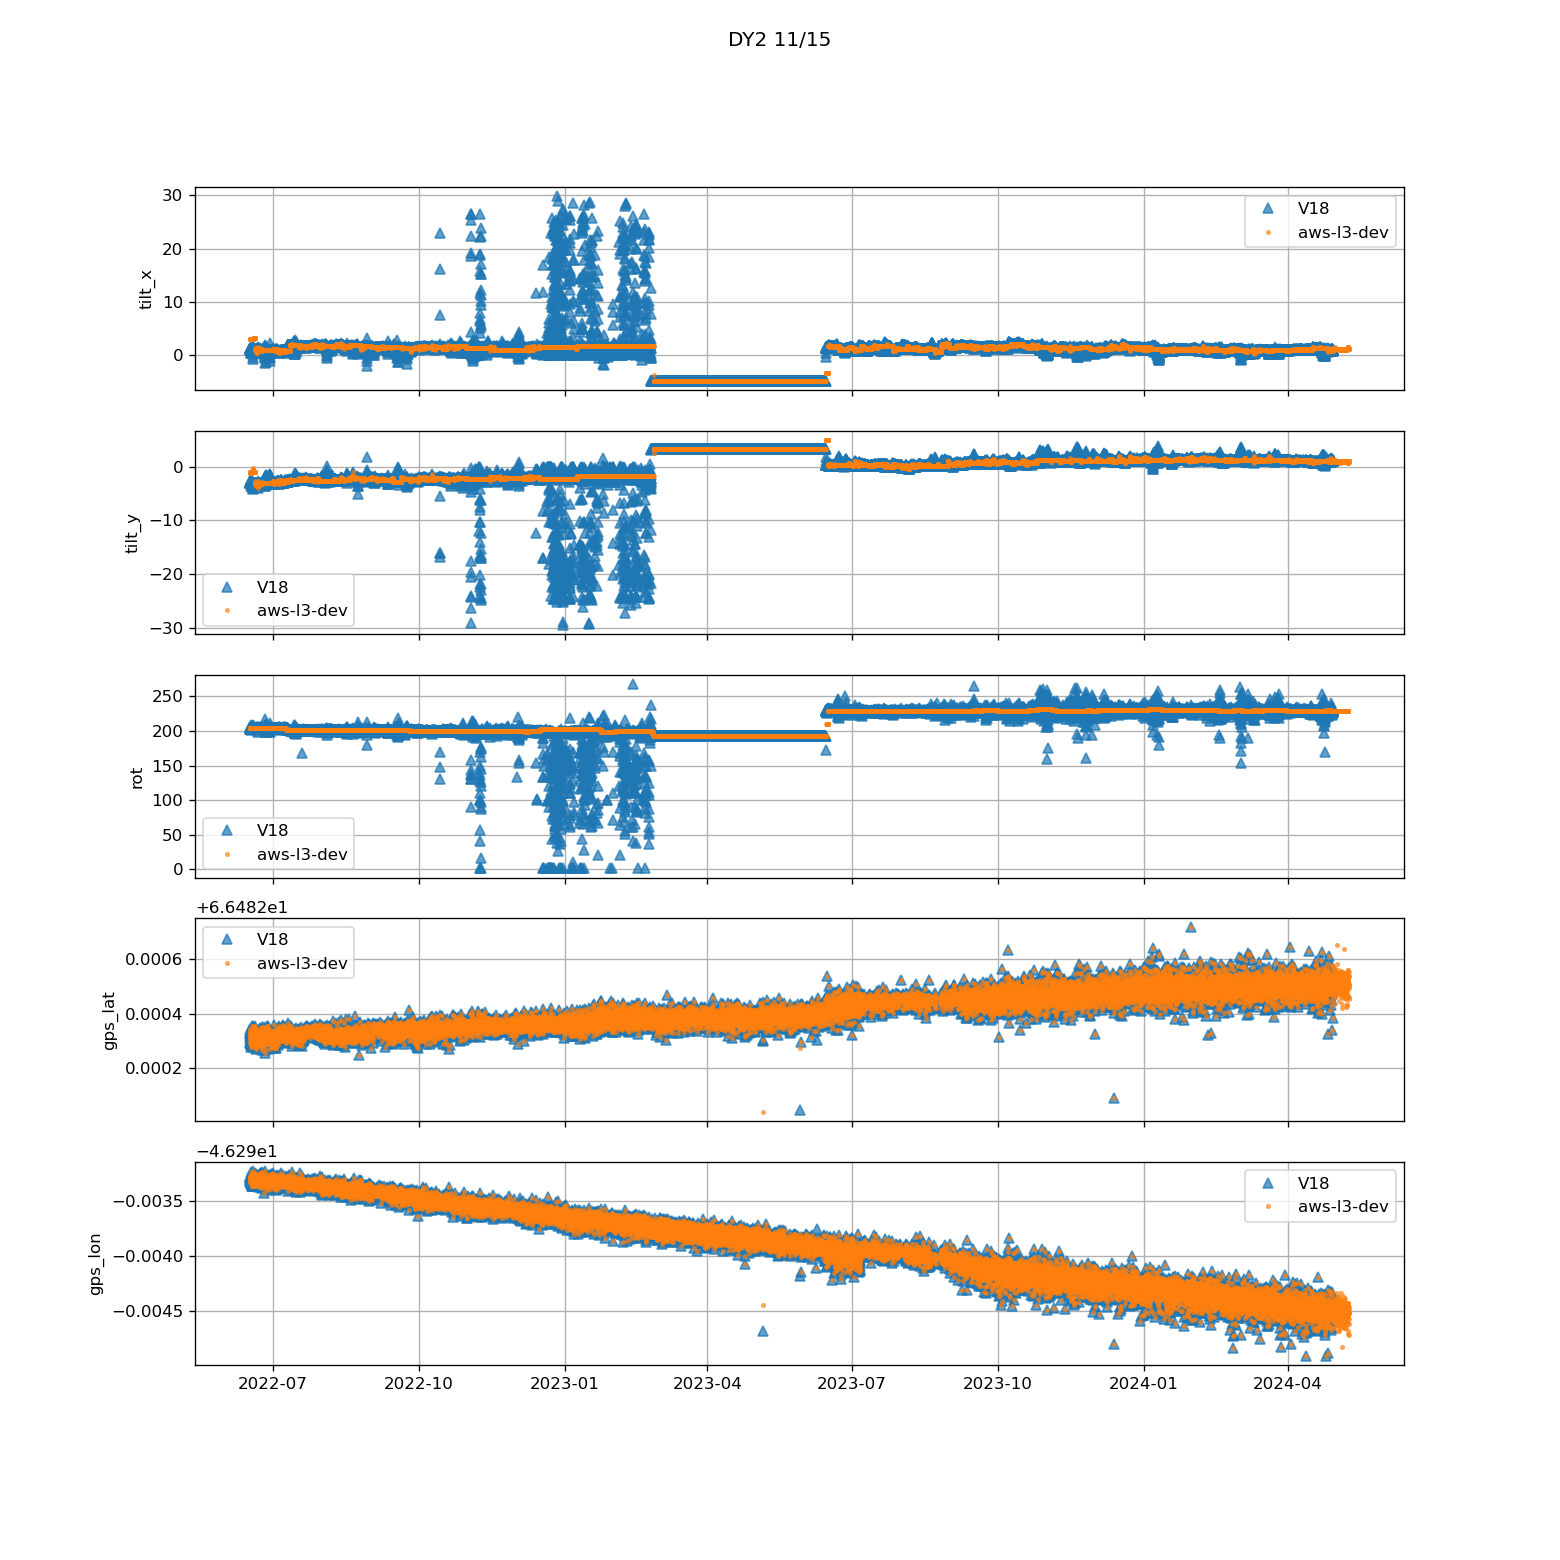 DY2 11/15
30
20
10
0
tilt_x
V18
aws-l3-dev
0
−10
−20
−30
tilt_y
V18
aws-l3-dev
250
200
150
100
50
0
rot
V18
aws-l3-dev
+6.6482e1
0.0006
0.0004
0.0002
gps_lat
V18
aws-l3-dev
−4.629e1
−0.0035
−0.0040
−0.0045
gps_lon
V18
aws-l3-dev
2022-07 2022-10 2023-01 2023-04 2023-07 2023-10 2024-01 2024-04